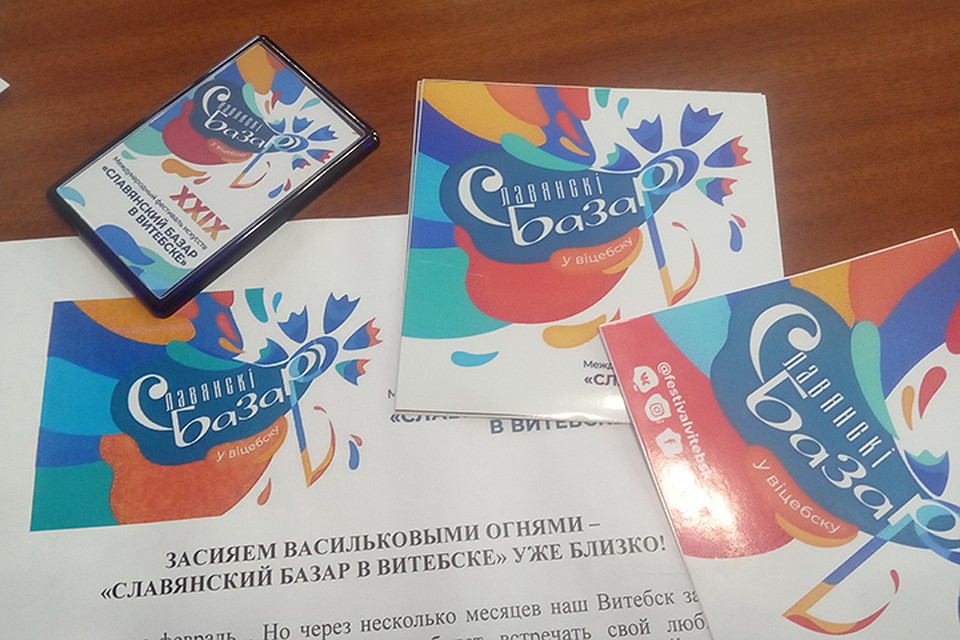 Славянскі
базар
у віцебску
Международный фестиваль искусств
XXIX
«СЛАВЯНСКИЙ БАЗАР
В ВИТЕБСКЕ»
Славянскі
базар
у віцебску
В ВИТЕБСКЕ
Славянскі
базар
у віцебску
@festivalvitebsk
Славянскі
базар
у віцебску
ЗАСИЯЕМ ВАСИЛЬКОВЫМИ ОГНЯМИ –
«СЛАВЯНСКИЙ БАЗАР В ВИТЕБСКЕ» УЖЕ БЛИЗКО!
февраль... Но через несколько месяцев наш Витебск
встречать свой